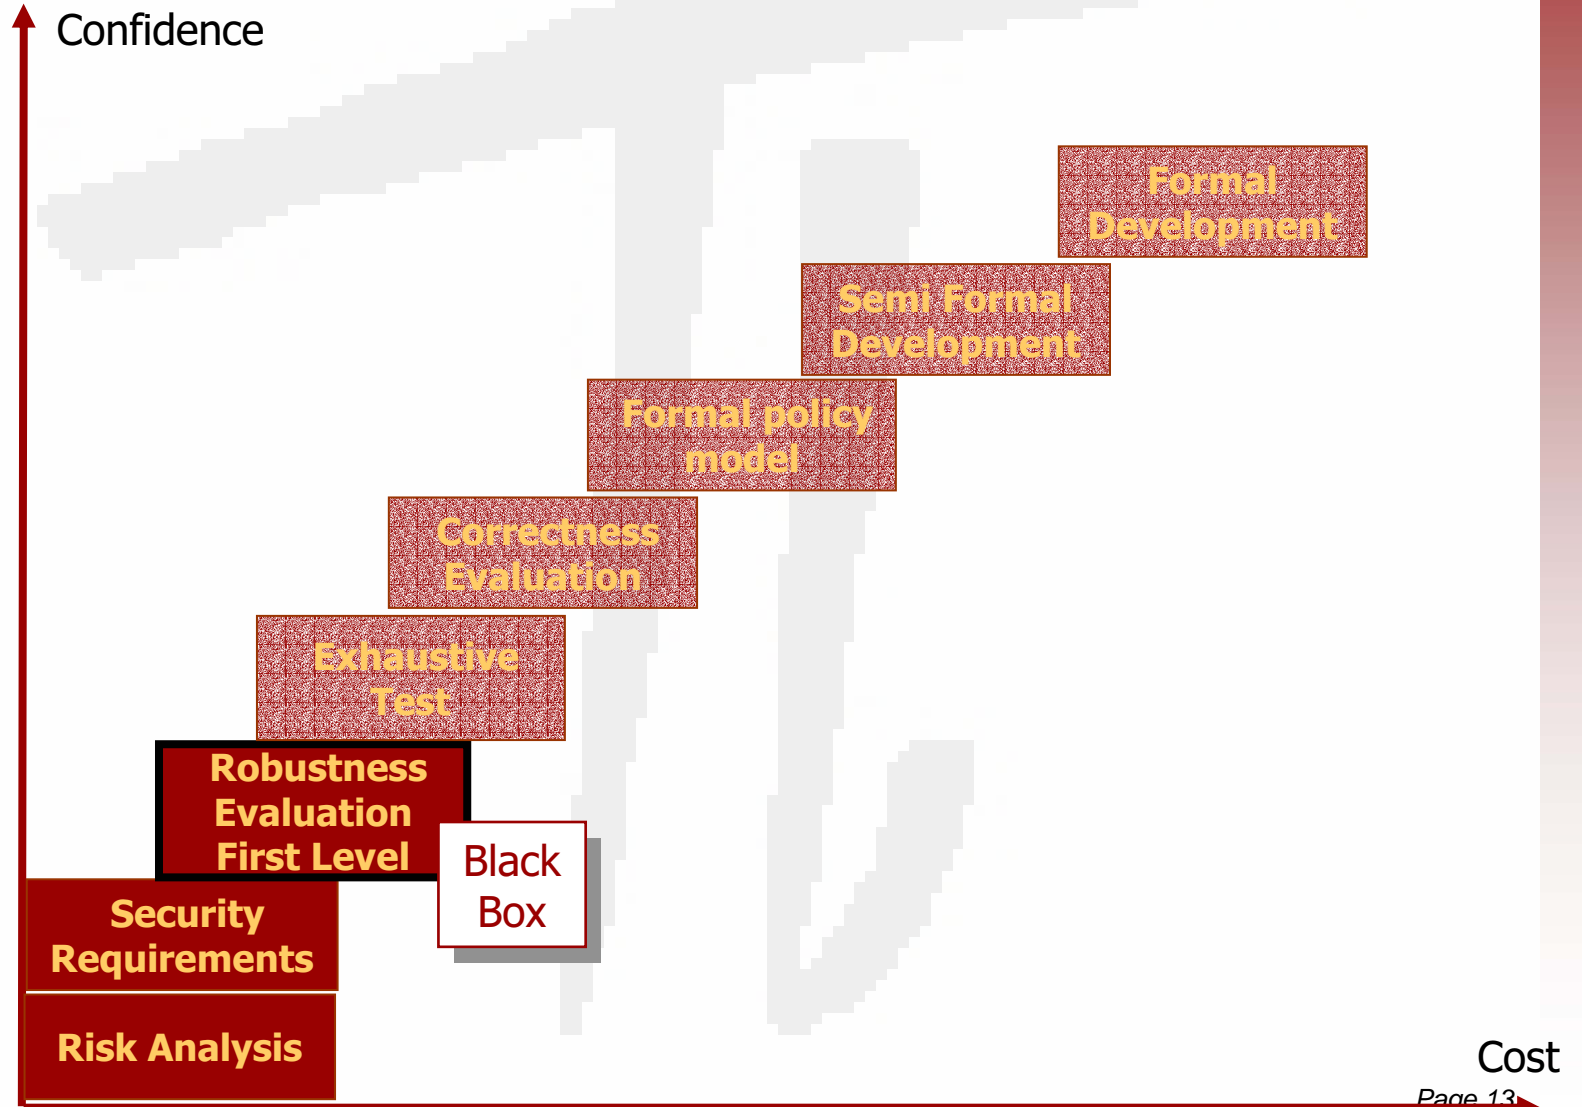 Confidence
Formal
Development
Semi Formal
Development
Formal policy
model
Correctness
Evaluation
Exhaustive
Test
Robustness
Evaluation
First Level
Black
Box
Security
Requirements
Risk Analysis
Cost
Page 13